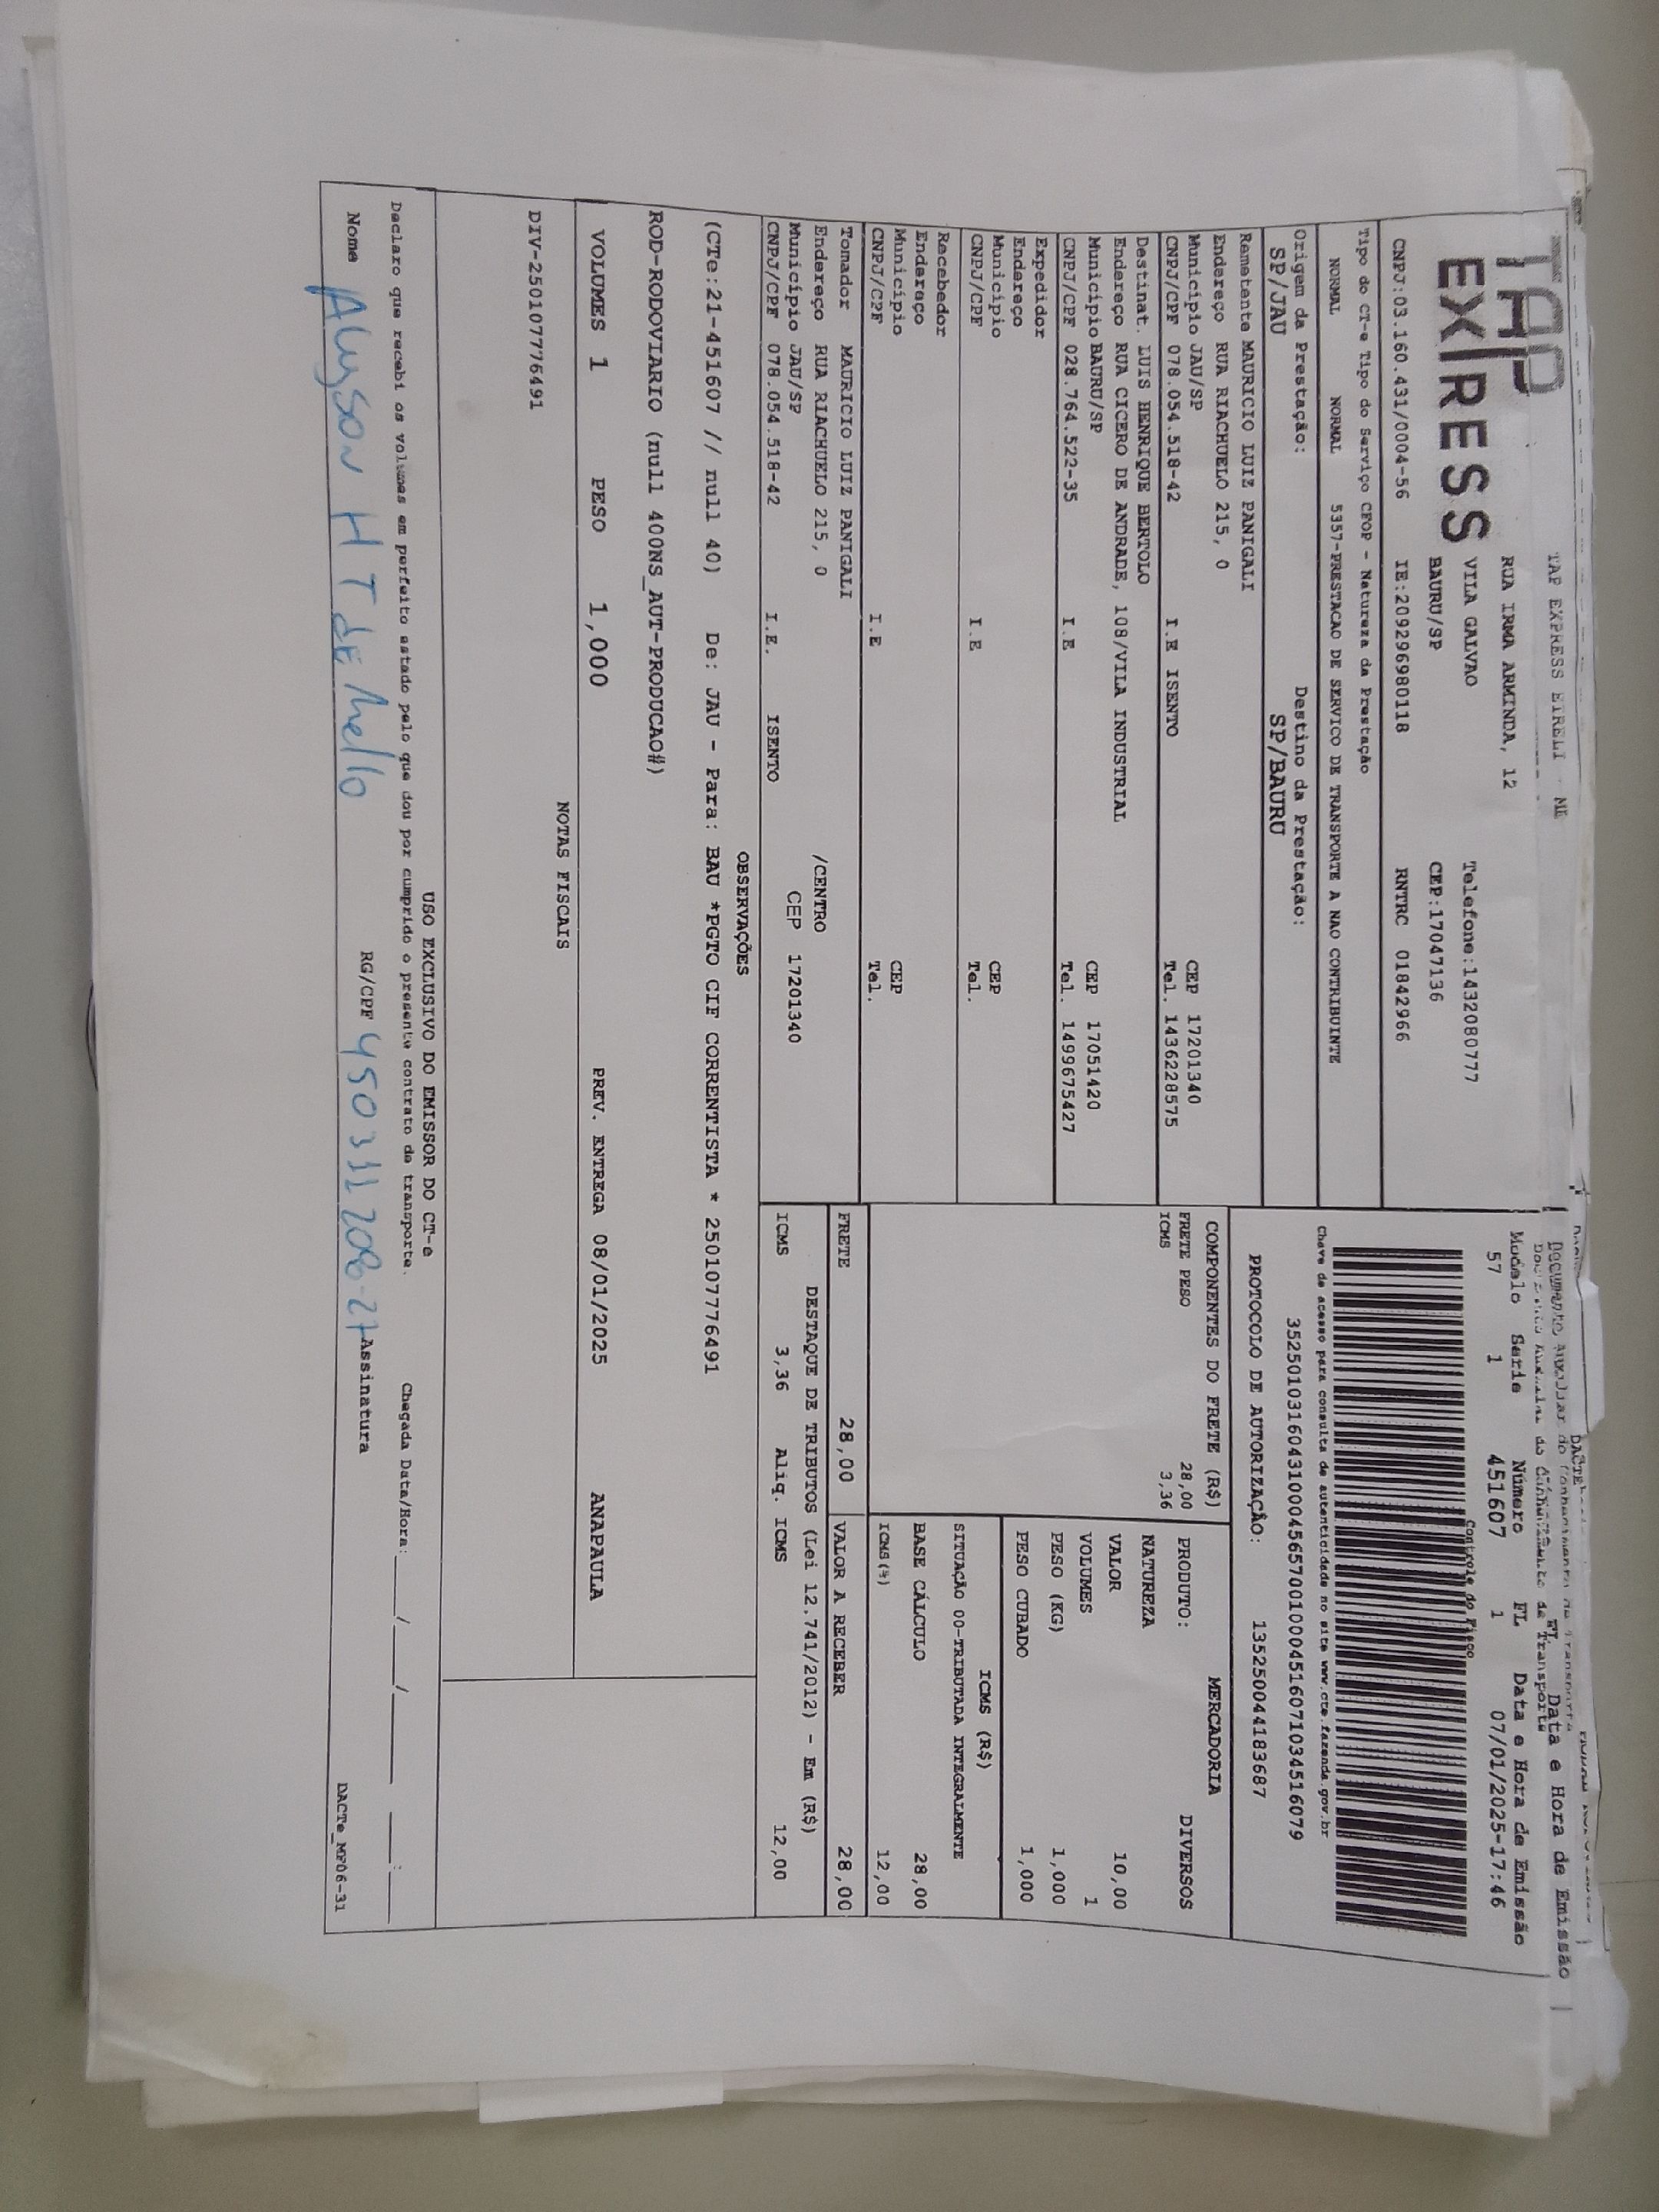 TAP EXPRESS
TAP EXPRESS EIRELI - ME
RUA IRMA ARMINDA, 12
VILA GALVAO Telefone:1432080777
BAURU/SP CEP:17047136
CNPJ:03.160.431/0004-56 IE:209296980118 RNTRC 01842966
Tipo do CT-e Tipo do Serviço CFOP - Natureza da Prestação
NORMAL NORMAL 5357-PRESTACAO DE SERVICO DE TRANSPORTE A NAO CONTRIBUINTE
Origem da Prestação: Destino da Prestação:
SP/JAU SP/BAURU
Remetente MAURICIO LUIZ PANIGALI
Endereço RUA RIACHUELO 215, 0
Município JAU/SP CEP 17201340
CNPJ/CPF 078.054.518-42 I.E ISENTO Tel. 1436228575
Destinat. LUIS HENRIQUE BERTOLO
Endereço RUA CICERO DE ANDRADE, 108/VILA INDUSTRIAL
Município BAURU/SP CEP 17051420
CNPJ/CPF 028.764.522-35 I.E Tel. 1499675427
Expedidor
Endereço
Município CEP
CNPJ/CPF I.E Tel.
Recebedor
Endereço
Município CEP
CNPJ/CPF I.E Tel.
Tomador MAURICIO LUIZ PANIGALI
Endereço RUA RIACHUELO 215, 0 /CENTRO
Município JAU/SP CEP 17201340
CNPJ/CPF 078.054.518-42 I.E. ISENTO
DACTE
Data e Hora de Emissão
Modelo Serie Número FL Data e Hora de Emissão
57 1 451607 1 07/01/2025-17:46
Controle do Fisco
Chave de acesso para consulta de autenticidade no site www.cte.fazenda.gov.br
35250103160431000456570010004516071034516079
PROTOCOLO DE AUTORIZAÇÃO: 135250044183687
COMPONENTES DO FRETE (R$)
FRETE PESO 28,00
ICMS 3,36
MERCADORIA
PRODUTO: DIVERSOS
NATUREZA
VALOR 10,00
VOLUMES 1
PESO (KG) 1,000
PESO CUBADO 1,000
ICMS (R$)
SITUAÇÃO 00-TRIBUTADA INTEGRALMENTE
BASE CÁLCULO 28,00
ICMS(%) 12,00
FRETE 28,00 VALOR A RECEBER 28,00
DESTAQUE DE TRIBUTOS (Lei 12.741/2012) - Em (R$)
ICMS 3,36 Aliq. ICMS 12,00
OBSERVAÇÕES
(CTe:21-451607 // null 40) De: JAU - Para: BAU *PGTO CIF CORRENTISTA * 250107776491
ROD-RODOVIARIO (null 400NS_AUT-PRODUCAO#)
VOLUMES 1 PESO 1,000 PREV. ENTREGA 08/01/2025 ANAPAULA
NOTAS FISCAIS
DIV-250107776491
USO EXCLUSIVO DO EMISSOR DO CT-e
Declaro que recebi os volumes em perfeito estado pelo que dou por cumprido o presente contrato de transporte. Chegada Data/Hora:____/____/____ ___:___
Nome Alyson H T de Mello RG/CPF 450311208-27 Assinatura
DACTe_MP06-31